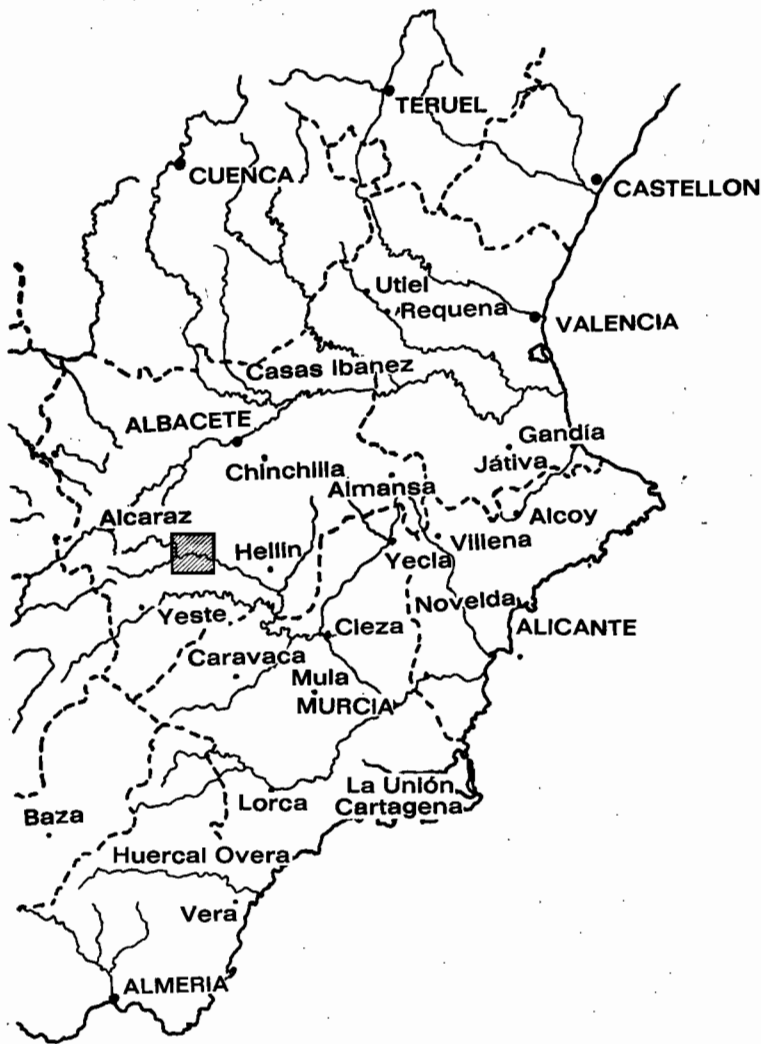 TERUEL
CUENCA
CASTELLON
Utiel
Requena
VALENCIA
Casas Ibanez
ALBACETE
Gandía
Chinchilla
Játiva
Almansa
Alcaraz
Alcoy
Villena
Hellin
Yecla
Novelda
Yeste
Cieza
ALICANTE
Caravaca
Mula
MURCIA
La Unión
Lorca
Cartagena
Baza
Huercal Overa
Vera
ALMERIA